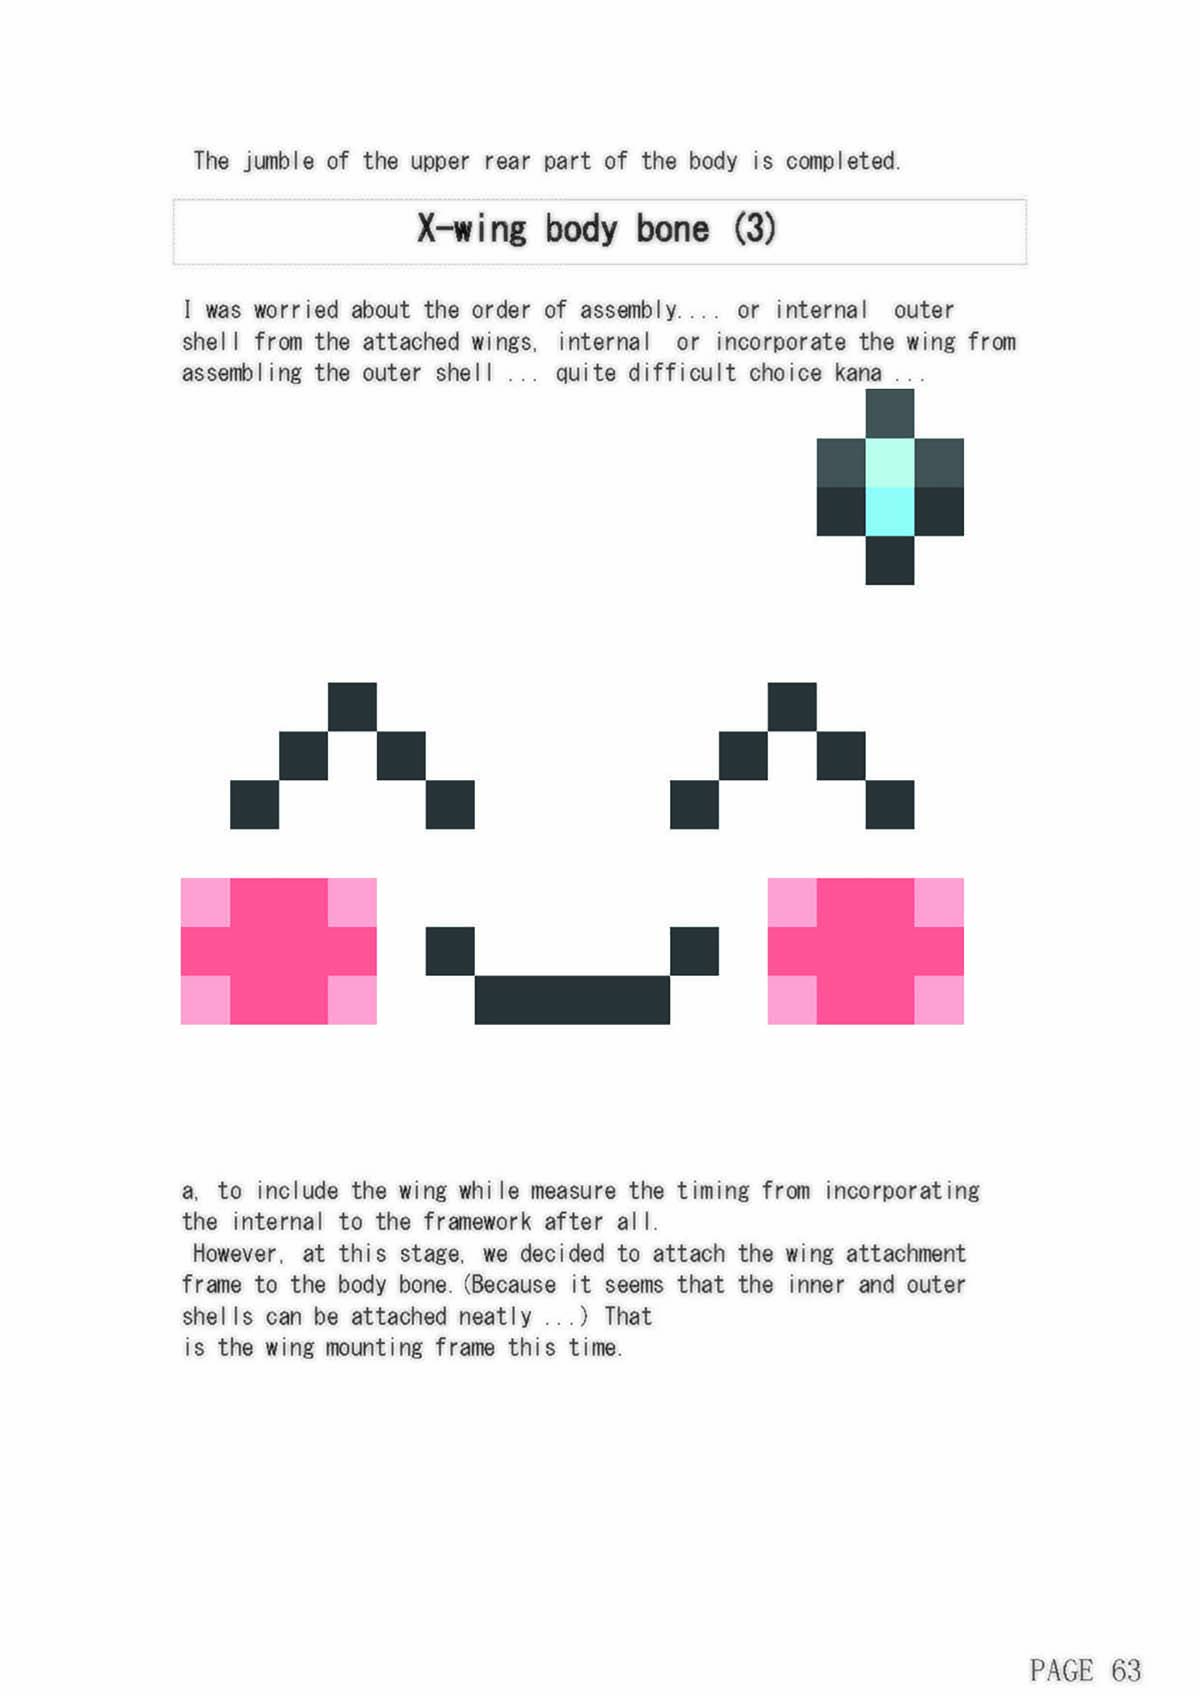 The jumble of the upper rear part of the body is completed.
X-wing body bone (3)
I was worried about the order of assembly.... or internal outer
shell from the attached wings, internal or incorporate the wing from
assembling the outer shell ... quite difficult choice kana ...
a, to include the wing while measure the timing from incorporating
the internal to the framework after all.
However, at this stage, we decided to attach the wing attachment
frame to the body bone.(Because it seems that the inner and outer
shells can be attached neatly ...) That
is the wing mounting frame this time.
PAGE 63